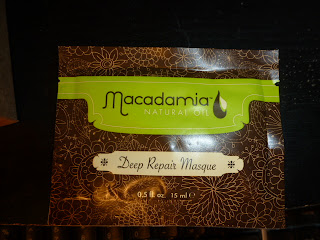 Macadamia
NATURAL OIL
Deep Repair Masque
0.5 fl. oz. 15 ml ℮